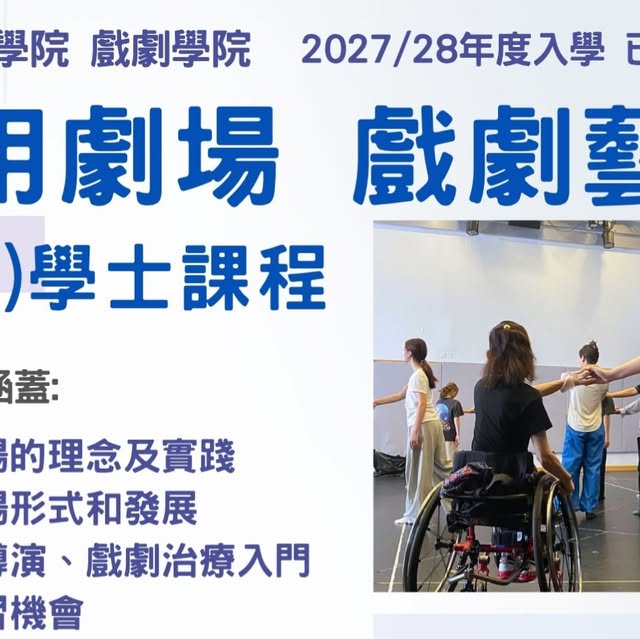 學院 戲劇學院 2027/28年度入學
用劇場 戲劇藝
)學士課程
涵蓋:
場的理念及實踐
場形式和發展
導演、戲劇治療入門
習機會